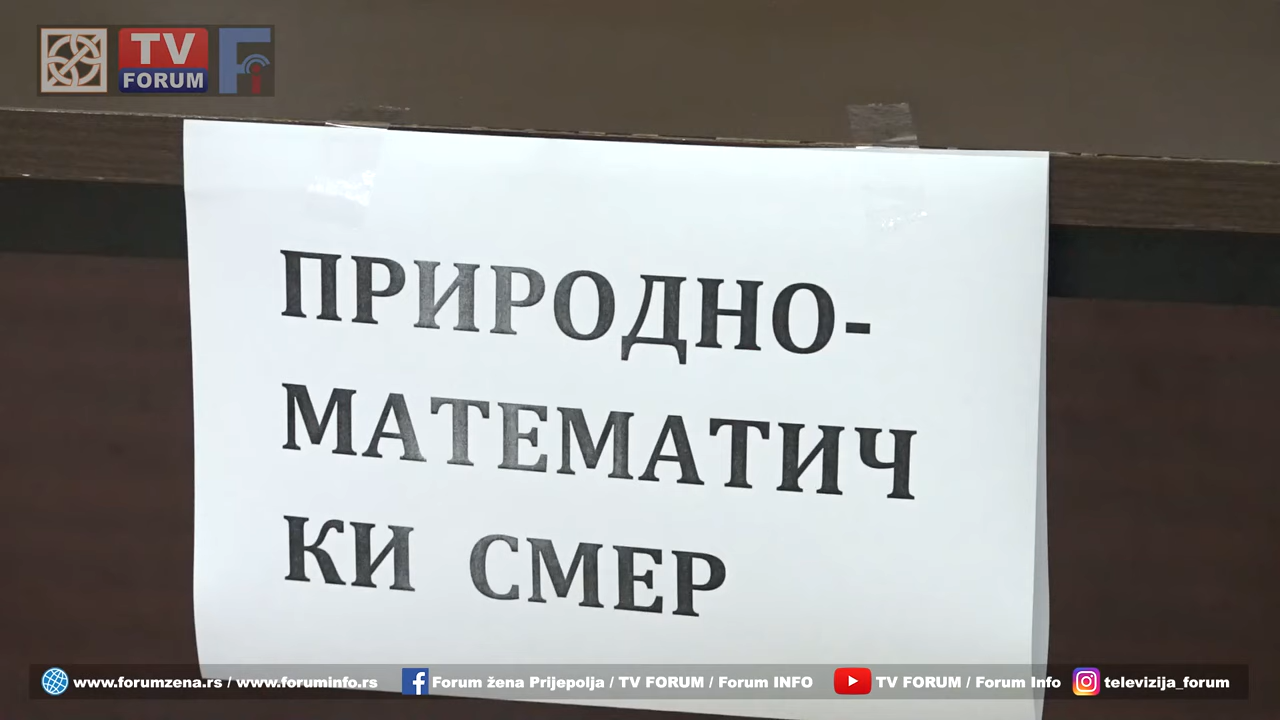 TV
FORUM
Fi
ПРИРОДНО-
МАТЕМАТИЧ
КИ СМЕР
www.forumzena.rs / www.foruminfo.rs
Forum žena Prijepolja / TV FORUM / Forum INFO
TV FORUM / Forum Info
televizija_forum